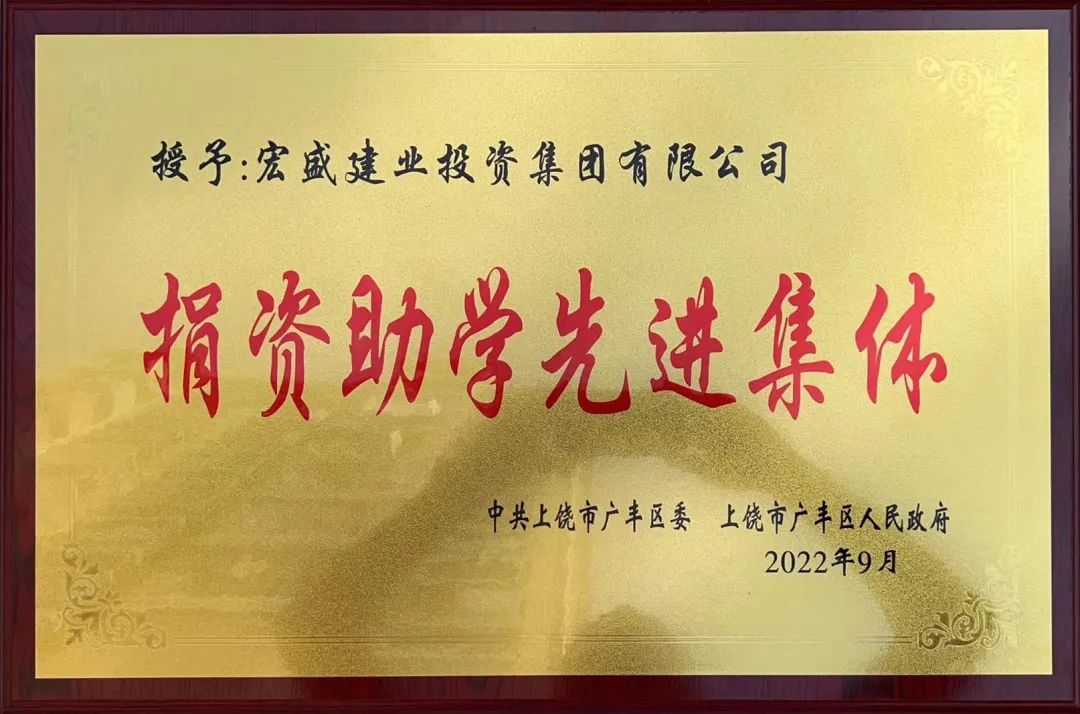 授予:宏盛建业投资集团有限公司
捐资助学先进集体
中共上饶市广丰区委 上饶市广丰区人民政府
2022年9月